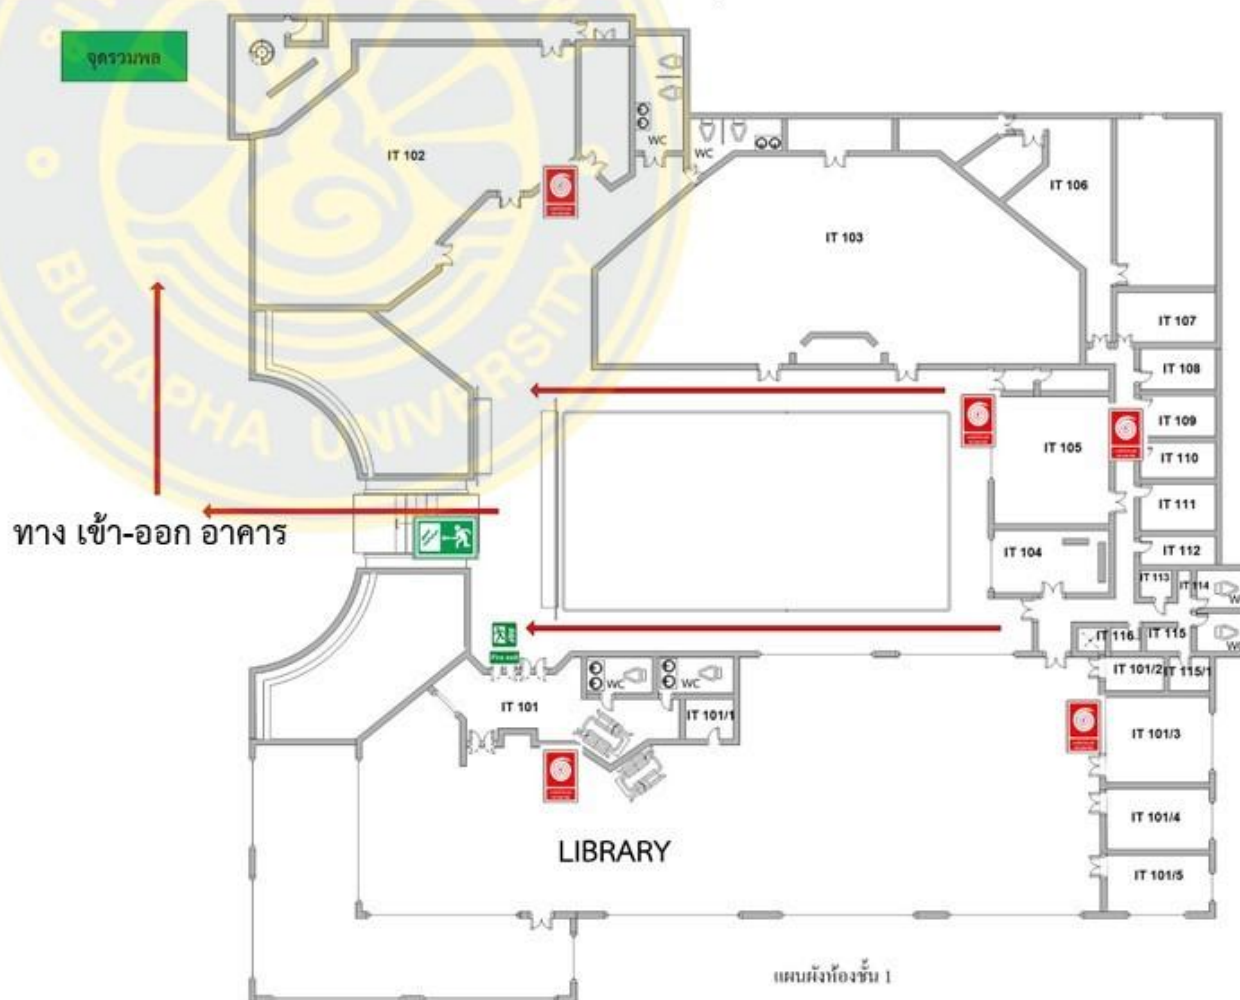 จุดรวมพล
WC
IT 102
WC
IT 106
IT 103
BURAPHA UNIVERSITY
IT 107
IT 108
IT 109
IT 105
IT 110
IT 111
ทาง เข้า-ออก อาคาร
IT 104
IT 112
IT 113
IT 114
IT 116
IT 115
Fire exit
IT 101/2
IT 115/1
WC
WC
IT 101
IT 101/1
IT 101/3
IT 101/4
LIBRARY
IT 101/5
แผนผังห้องชั้น 1